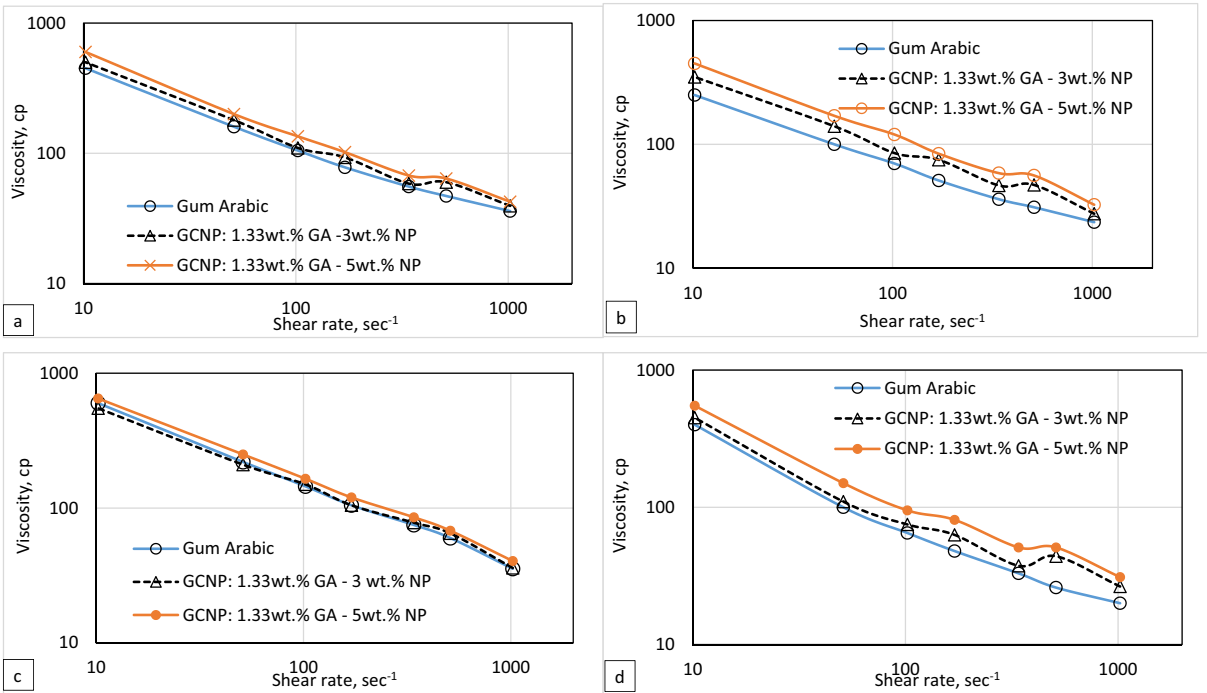 1000
100
10
Viscosity, cp
Gum Arabic
GCNP: 1.33wt.% GA -3wt.% NP
GCNP: 1.33wt.% GA - 5wt.% NP
10
100
1000
Shear rate, sec⁻¹
a
1000
100
10
Viscosity, cp
Gum Arabic
GCNP: 1.33wt.% GA - 3wt.% NP
GCNP: 1.33wt.% GA - 5wt.% NP
10
100
1000
Shear rate, sec⁻¹
b
1000
100
10
Viscosity, cp
Gum Arabic
GCNP: 1.33wt.% GA - 3 wt.% NP
GCNP: 1.33wt.% GA - 5wt.% NP
10
100
1000
Shear rate, sec⁻¹
c
1000
100
10
Viscosity, cp
Gum Arabic
GCNP: 1.33wt.% GA - 3wt.% NP
GCNP: 1.33wt.% GA - 5wt.% NP
10
100
1000
Shear rate, sec⁻¹
d